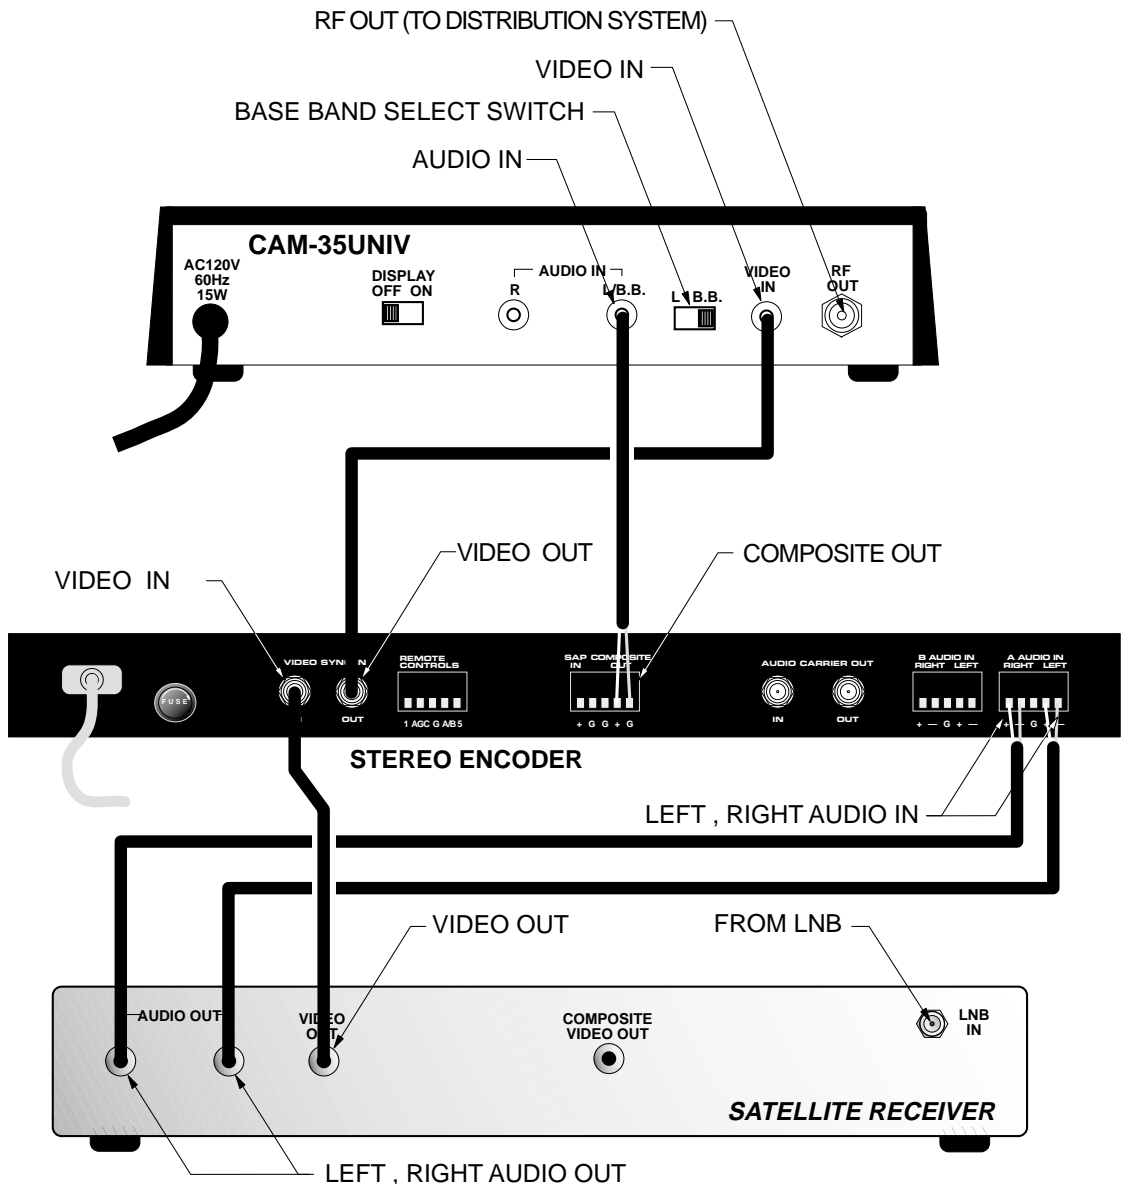 RF OUT (TO DISTRIBUTION SYSTEM)
VIDEO IN
BASE BAND SELECT SWITCH
AUDIO IN
CAM-35UNIV
AC120V
60Hz
15W
DISPLAY
OFF ON
AUDIO IN
R
L/B.B.
L B.B.
VIDEO
IN
RF
OUT
VIDEO OUT
COMPOSITE OUT
VIDEO IN
VIDEO SYNC IN
OUT
FUSE
REMOTE
CONTROLS
1 AGC G A/B 5
SAP COMPOSITE
IN OUT
+ G G + G
AUDIO CARRIER OUT
IN OUT
B AUDIO IN
RIGHT LEFT
+ — G + —
A AUDIO IN
RIGHT LEFT
+ — G + —
STEREO ENCODER
LEFT , RIGHT AUDIO IN
VIDEO OUT
FROM LNB
AUDIO OUT
VIDEO
OUT
COMPOSITE
VIDEO OUT
LNB
IN
SATELLITE RECEIVER
LEFT , RIGHT AUDIO OUT